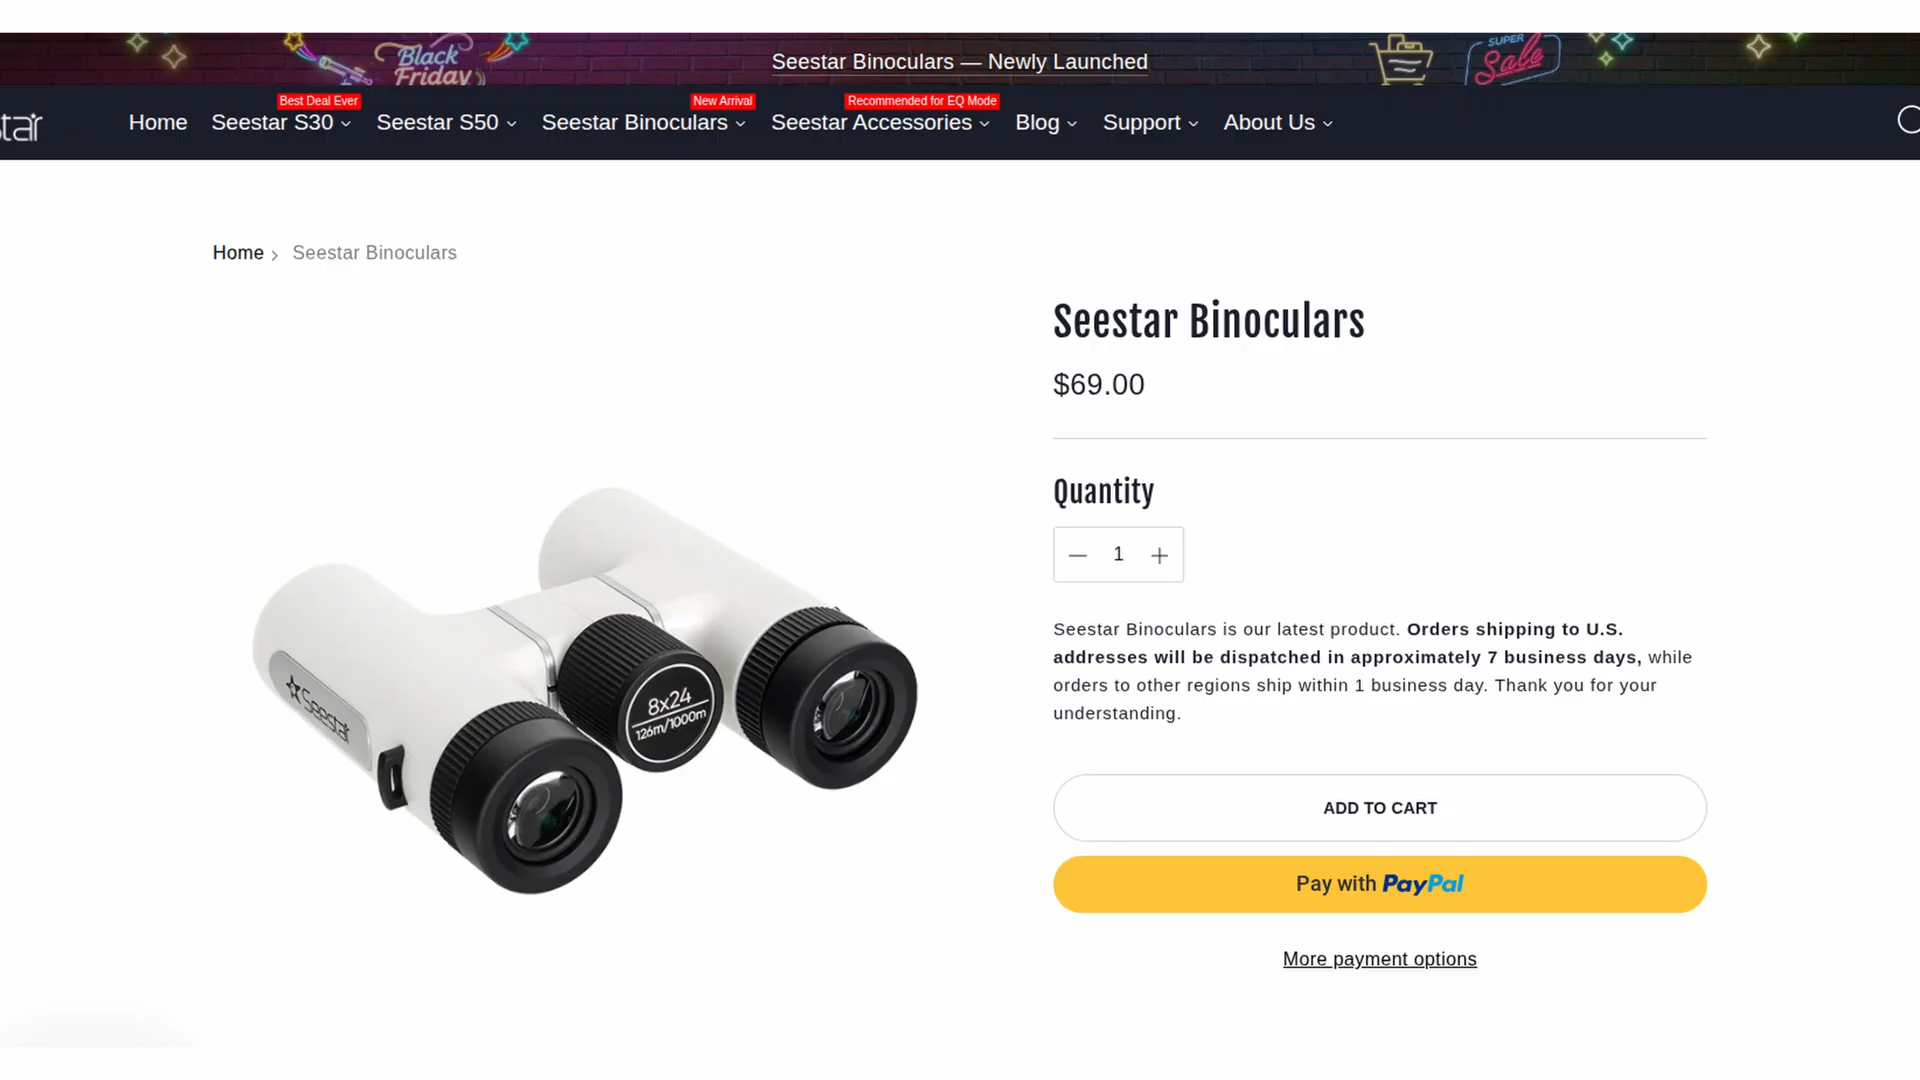 Black
Friday
Seestar Binoculars — Newly Launched
SUPER
Sale
Best Deal Ever
New Arrival
Recommended for EQ Mode
Home
Seestar S30
Seestar S50
Seestar Binoculars
Seestar Accessories
Blog
Support
About Us
Home > Seestar Binoculars
Seestar Binoculars
$69.00
Quantity
— 1 +
Seestar Binoculars is our latest product. Orders shipping to U.S.
addresses will be dispatched in approximately 7 business days, while
orders to other regions ship within 1 business day. Thank you for your
understanding.
Seestar
8x24
126m/1000m
ADD TO CART
Pay with PayPal
More payment options